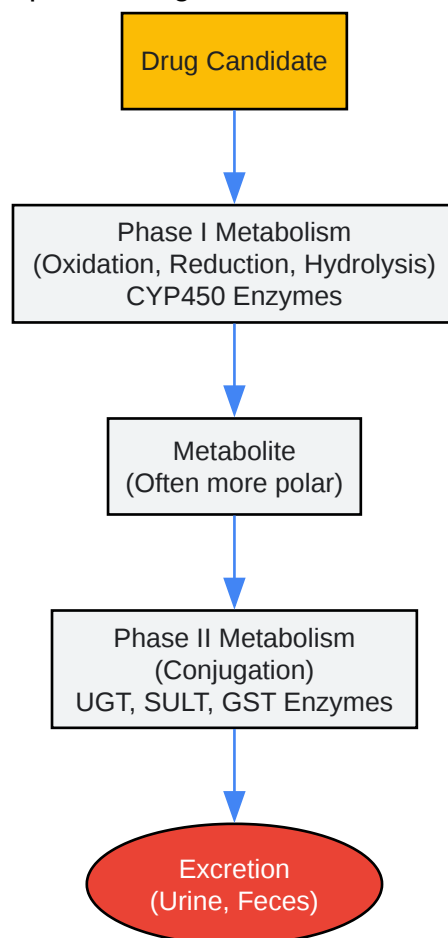 Drug Candidate
Phase I Metabolism
(Oxidation, Reduction, Hydrolysis)
CYP450 Enzymes
Metabolite
(Often more polar)
Phase II Metabolism
(Conjugation)
UGT, SULT, GST Enzymes
Excretion
(Urine, Feces)